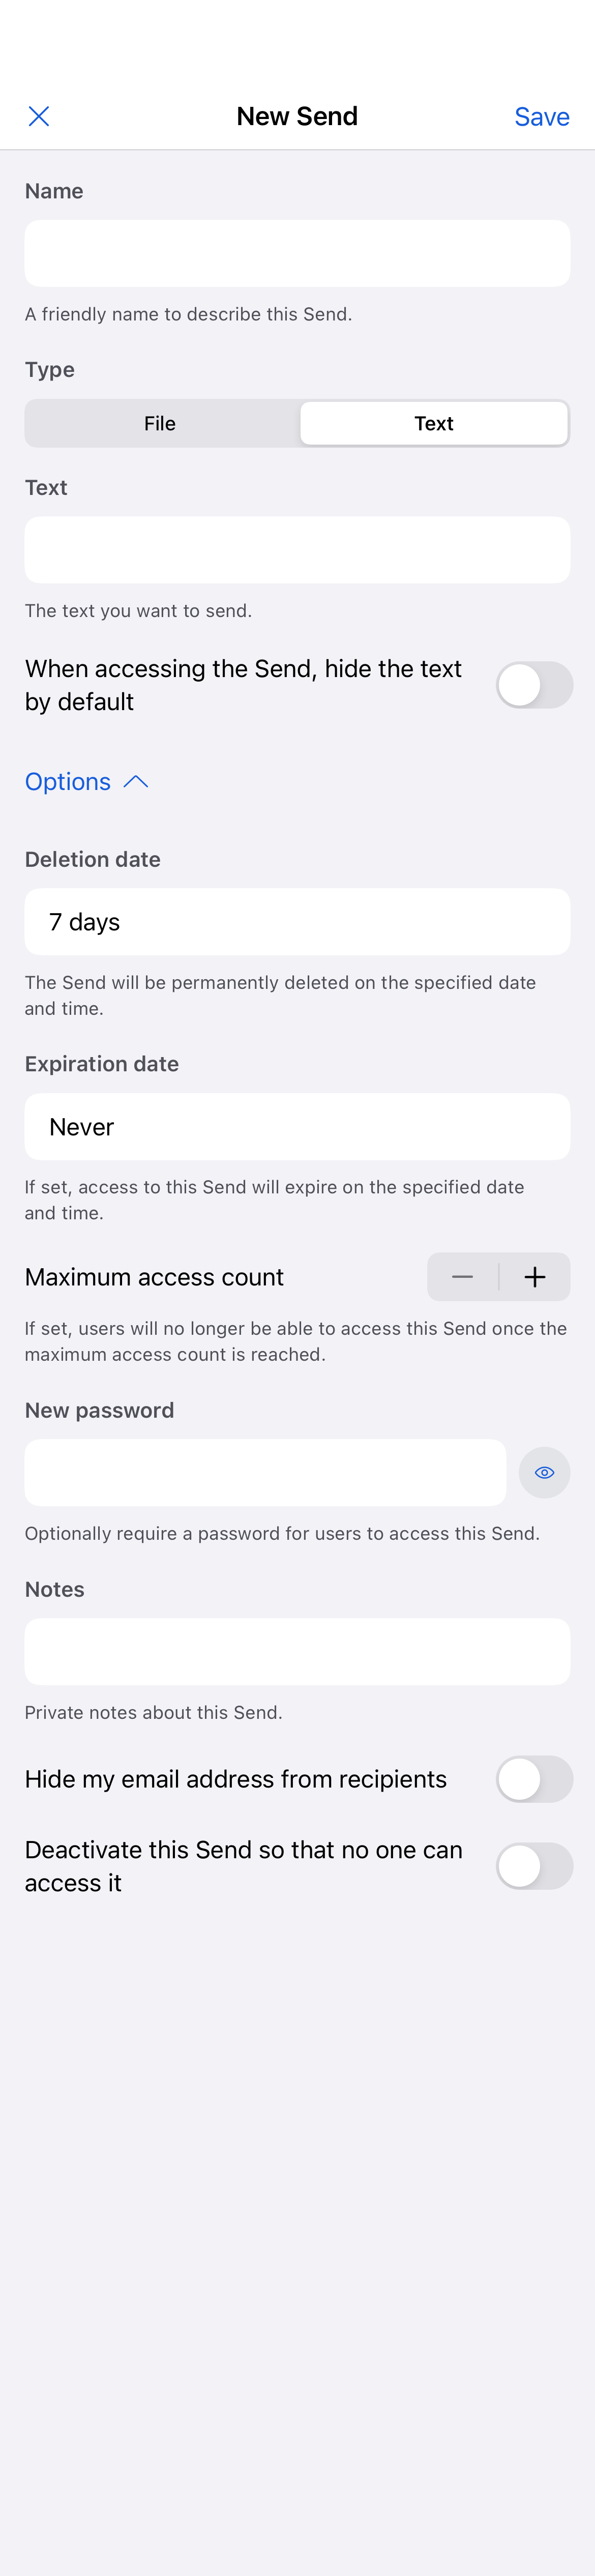 New Send
Save
Name
A friendly name to describe this Send.
Type
File
Text
Text
The text you want to send.
When accessing the Send, hide the text
by default
Options
Deletion date
7 days
The Send will be permanently deleted on the specified date
and time.
Expiration date
Never
If set, access to this Send will expire on the specified date
and time.
Maximum access count
If set, users will no longer be able to access this Send once the
maximum access count is reached.
New password
Optionally require a password for users to access this Send.
Notes
Private notes about this Send.
Hide my email address from recipients
Deactivate this Send so that no one can
access it